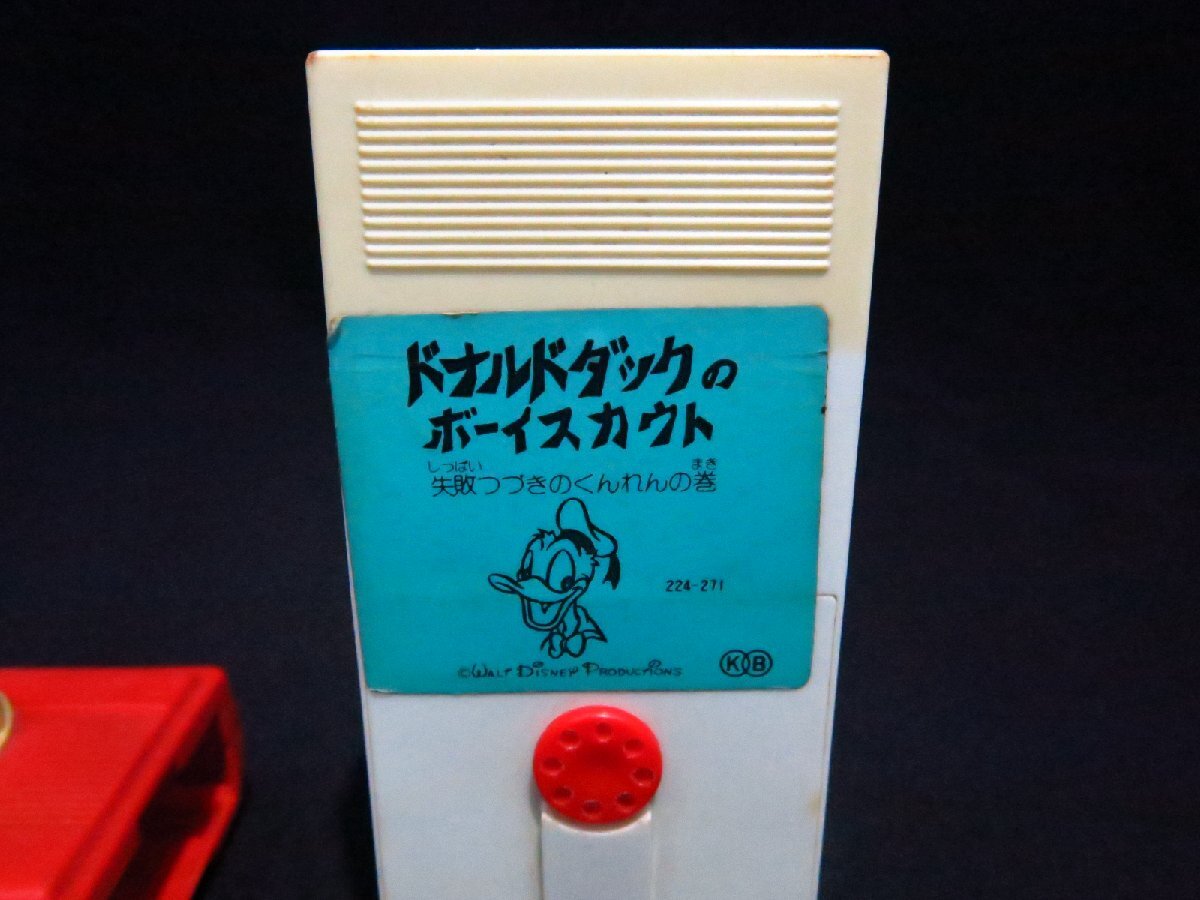 ドナルドダックの
ボーイスカウト
しっぱい まき
失敗つづきのくんれんの巻
224-271
©WALT DISNEY PRODUCTIONS
KB